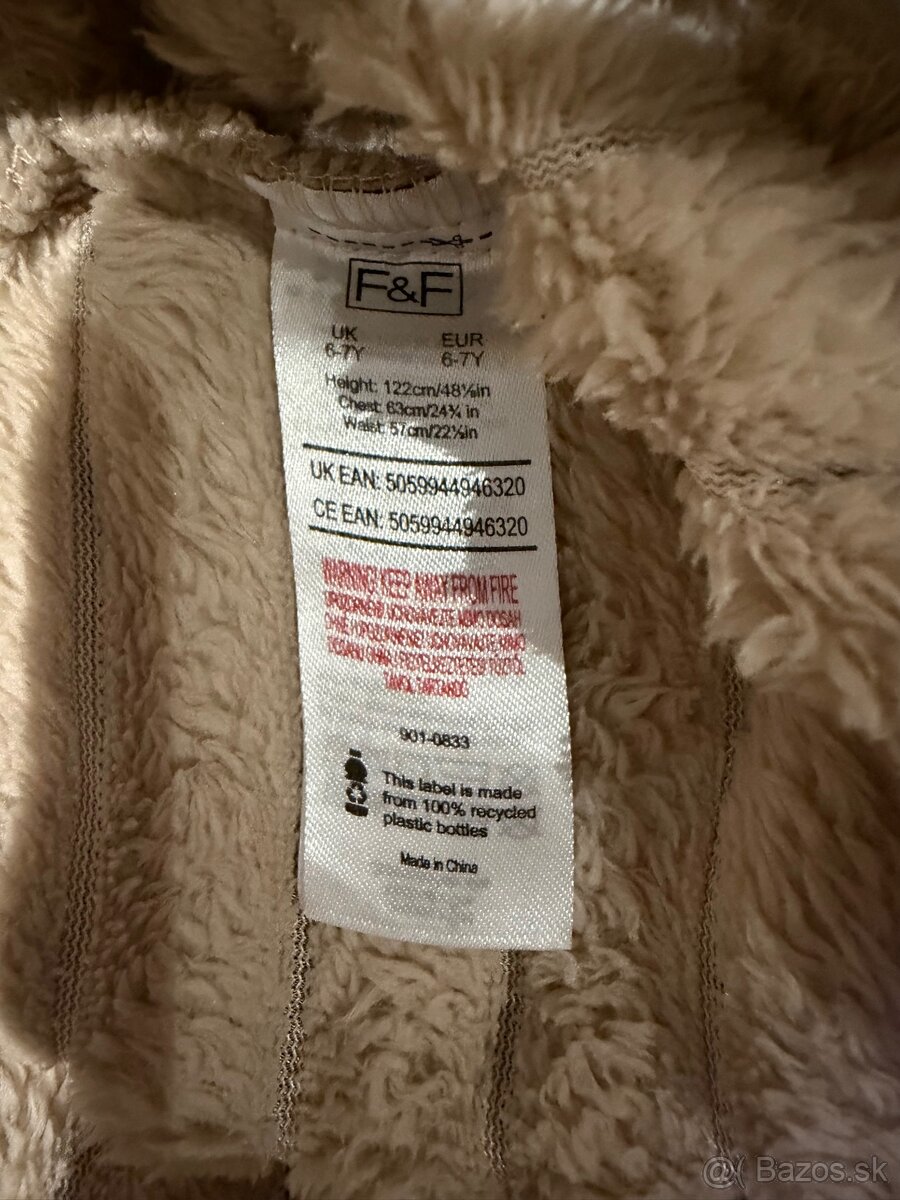 F&F
UK EUR
6-7Y 6-7Y
Height: 122cm/48⅛in
Chest: 63cm/24¾ in
Waist: 57cm/22½in
UK EAN: 5059944946320
CE EAN: 5059944946320
WARNING! KEEP AWAY FROM FIRE
901-0833
This label is made
from 100% recycled
plastic bottles
Made in China
Bazos.sk